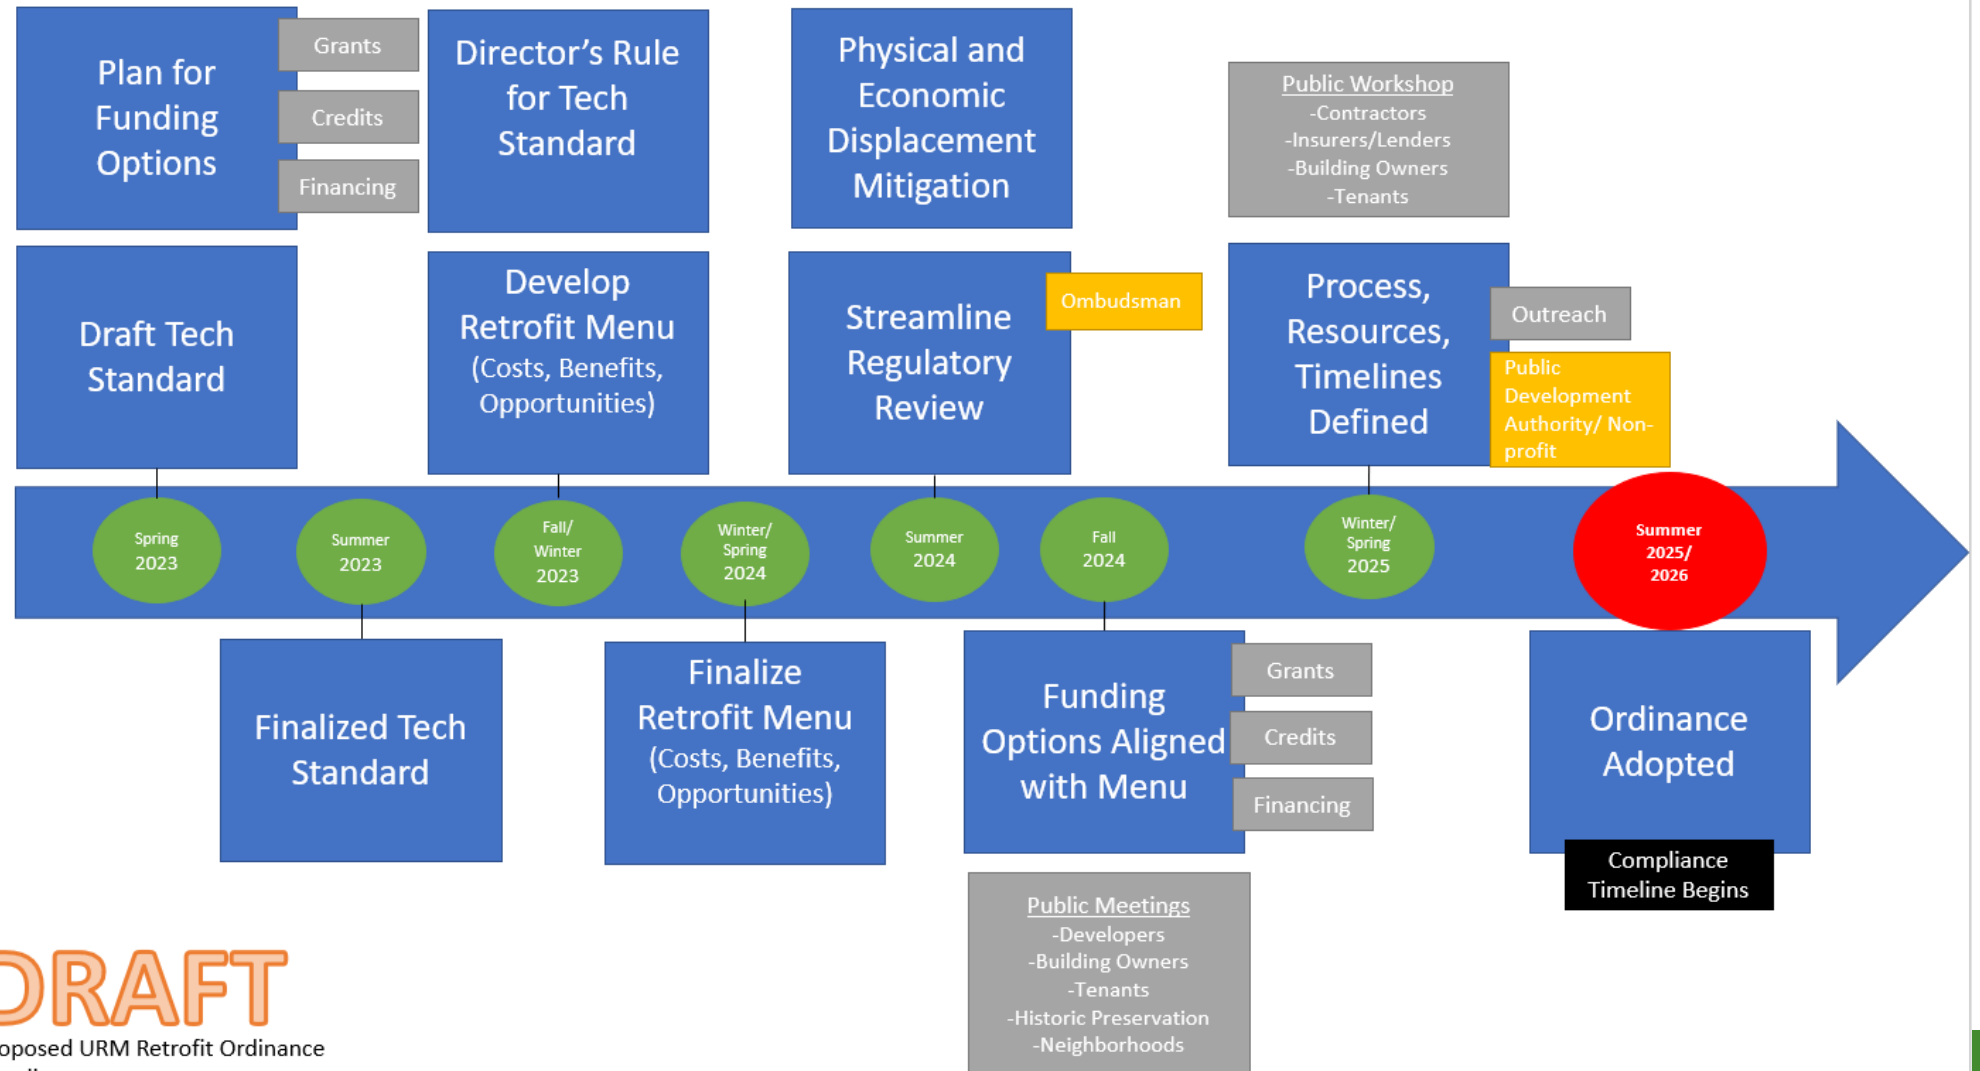 Plan for
Funding
Options
Grants
Credits
Financing
Director's Rule
for Tech
Standard
Physical and
Economic
Displacement
Mitigation
Public Workshop
-Contractors
-Insurers/Lenders
-Building Owners
-Tenants
Draft Tech
Standard
Develop
Retrofit Menu
(Costs, Benefits,
Opportunities)
Streamline
Regulatory
Review
Ombudsman
Process,
Resources,
Timelines
Defined
Outreach
Public
Development
Authority/ Non-
profit
Spring
2023
Summer
2023
Fall/
Winter
2023
Winter/
Spring
2024
Summer
2024
Fall
2024
Winter/
Spring
2025
Summer
2025/
2026
Finalized Tech
Standard
Finalize
Retrofit Menu
(Costs, Benefits,
Opportunities)
Funding
Options Aligned
with Menu
Grants
Credits
Financing
Ordinance
Adopted
Compliance
Timeline Begins
Public Meetings
-Developers
-Building Owners
-Tenants
-Historic Preservation
-Neighborhoods
DRAFT
oposed URM Retrofit Ordinance